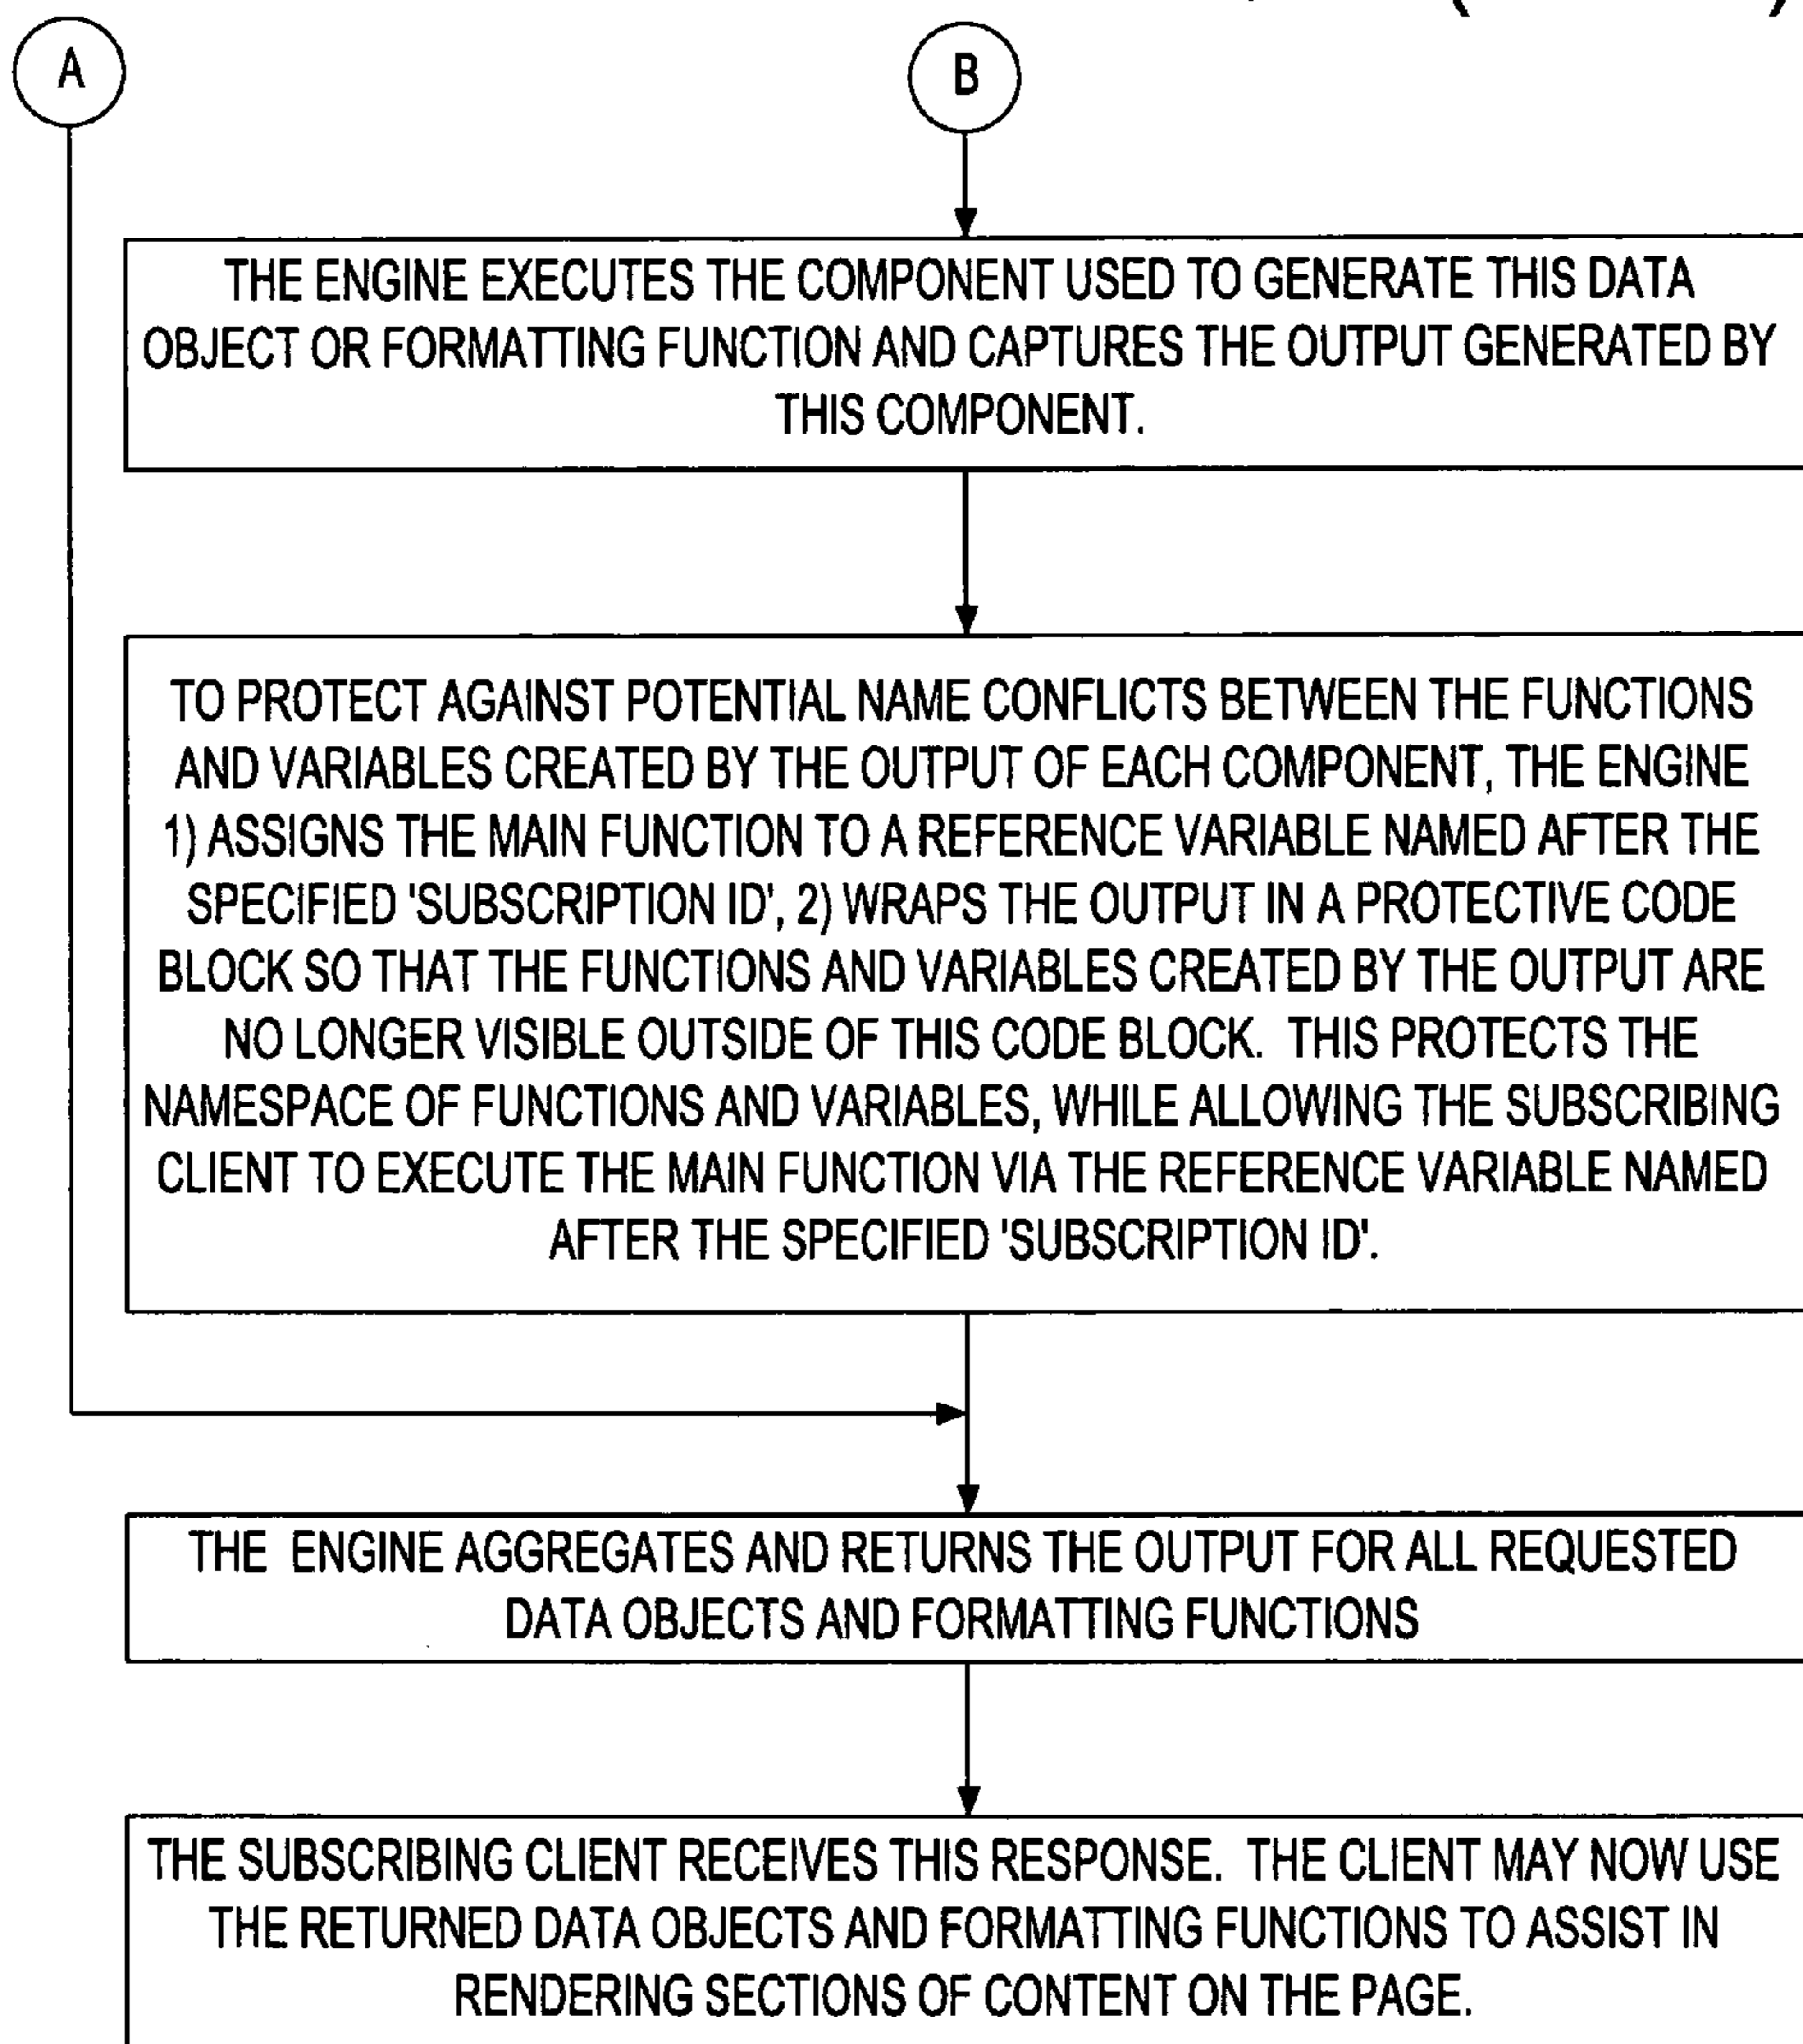 A
B
THE ENGINE EXECUTES THE COMPONENT USED TO GENERATE THIS DATA
OBJECT OR FORMATTING FUNCTION AND CAPTURES THE OUTPUT GENERATED BY
THIS COMPONENT.
TO PROTECT AGAINST POTENTIAL NAME CONFLICTS BETWEEN THE FUNCTIONS
AND VARIABLES CREATED BY THE OUTPUT OF EACH COMPONENT, THE ENGINE
1) ASSIGNS THE MAIN FUNCTION TO A REFERENCE VARIABLE NAMED AFTER THE
SPECIFIED 'SUBSCRIPTION ID', 2) WRAPS THE OUTPUT IN A PROTECTIVE CODE
BLOCK SO THAT THE FUNCTIONS AND VARIABLES CREATED BY THE OUTPUT ARE
NO LONGER VISIBLE OUTSIDE OF THIS CODE BLOCK. THIS PROTECTS THE
NAMESPACE OF FUNCTIONS AND VARIABLES, WHILE ALLOWING THE SUBSCRIBING
CLIENT TO EXECUTE THE MAIN FUNCTION VIA THE REFERENCE VARIABLE NAMED
AFTER THE SPECIFIED 'SUBSCRIPTION ID'.
THE ENGINE AGGREGATES AND RETURNS THE OUTPUT FOR ALL REQUESTED
DATA OBJECTS AND FORMATTING FUNCTIONS
THE SUBSCRIBING CLIENT RECEIVES THIS RESPONSE. THE CLIENT MAY NOW USE
THE RETURNED DATA OBJECTS AND FORMATTING FUNCTIONS TO ASSIST IN
RENDERING SECTIONS OF CONTENT ON THE PAGE.